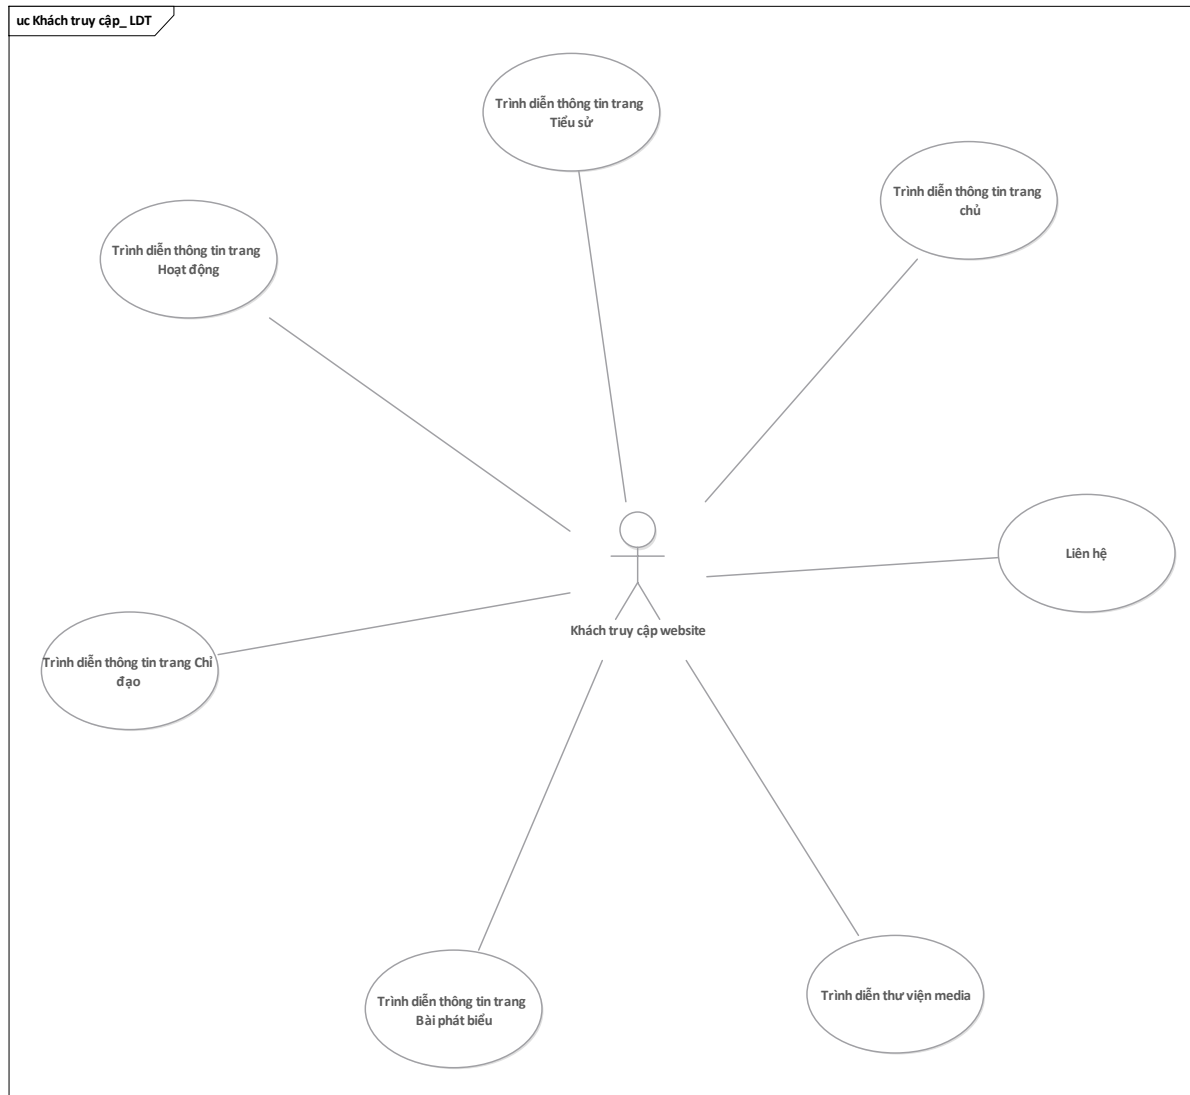 uc Khách truy cập_ LDT
Trình diễn thông tin trang
Tiểu sử
Trình diễn thông tin trang
chủ
Trình diễn thông tin trang
Hoạt động
Liên hệ
Khách truy cập website
Trình diễn thông tin trang Chỉ
đạo
Trình diễn thông tin trang
Bài phát biểu
Trình diễn thư viện media